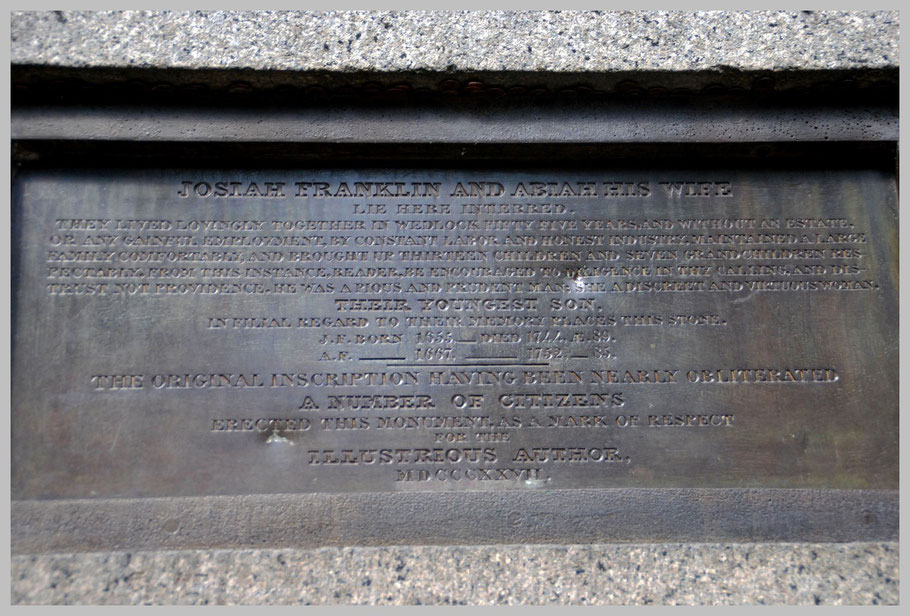 JOSIAH FRANKLIN AND ABIAH HIS WIFE
LIE HERE INTERRED.
THEY LIVED LOVINGLY TOGETHER IN WEDLOCK FIFTY FIVE YEARS, AND WITHOUT AN ESTATE
OR ANY GAINFUL EMPLOYMENT, BY CONSTANT LABOR AND HONEST INDUSTRY, MAINTAINED A LARGE
FAMILY COMFORTABLY, AND BROUGHT UP THIRTEEN CHILDREN AND SEVEN GRANDCHILDREN RES-
PECTABLY. FROM THIS INSTANCE, READER, BE ENCOURAGED TO DILIGENCE IN THY CALLING, AND DIS-
TRUST NOT PROVIDENCE. HE WAS A PIOUS AND PRUDENT MAN, SHE A DISCREET AND VIRTUOUS WOMAN.
THEIR YOUNGEST SON,
IN FILIAL REGARD TO THEIR MEMORY PLACES THIS STONE.
J.F. BORN 1655 — DIED 1744. Æ. 89.
A.F. — 1667. — 1752. — 85.
THE ORIGINAL INSCRIPTION HAVING BEEN NEARLY OBLITERATED
A NUMBER OF CITIZENS
ERECTED THIS MONUMENT, AS A MARK OF RESPECT
FOR THE
ILLUSTRIOUS AUTHOR.
MDCCCXXVII.